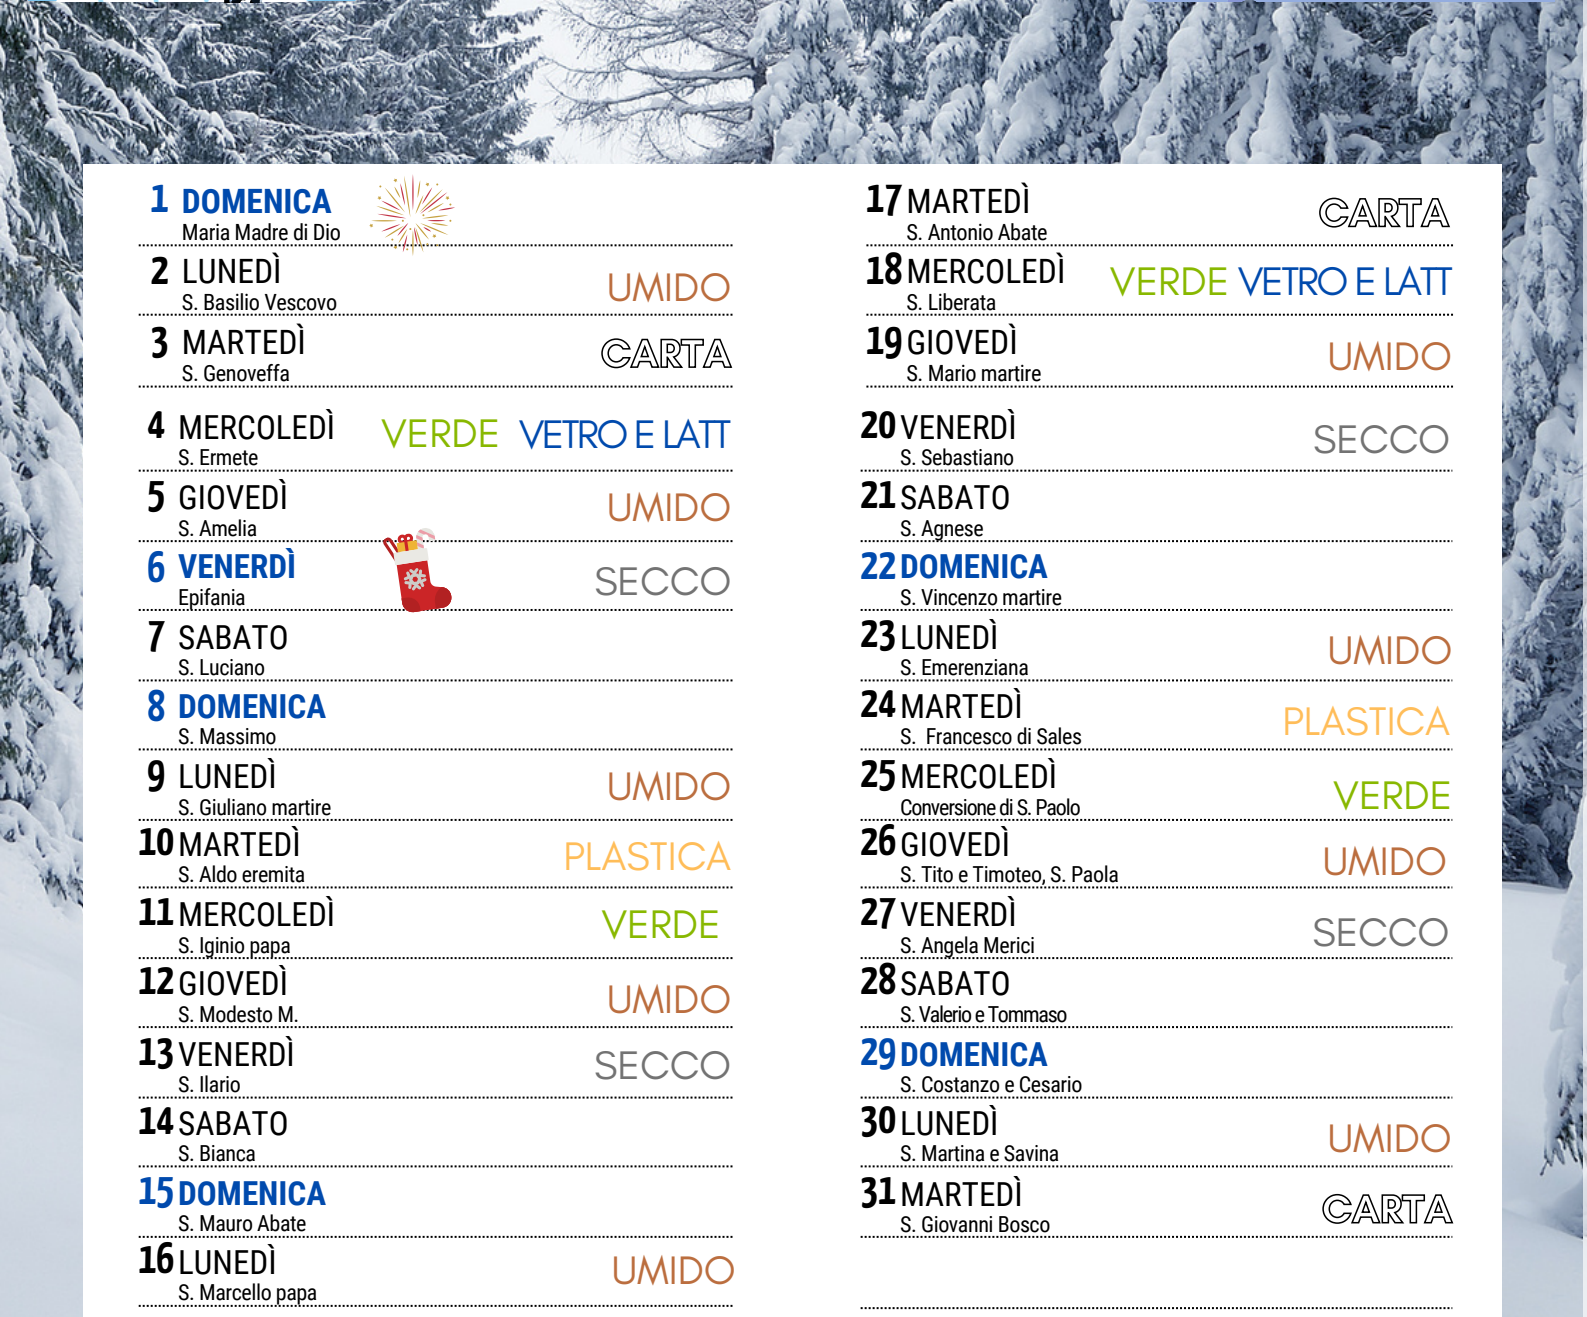 1 DOMENICA
Maria Madre di Dio
2 LUNEDÌ UMIDO
S. Basilio Vescovo
3 MARTEDÌ CARTA
S. Genoveffa
4 MERCOLEDÌ VERDE VETRO E LATT
S. Ermete
5 GIOVEDÌ UMIDO
S. Amelia
6 VENERDÌ SECCO
Epifania
7 SABATO
S. Luciano
8 DOMENICA
S. Massimo
9 LUNEDÌ UMIDO
S. Giuliano martire
10 MARTEDÌ PLASTICA
S. Aldo eremita
11 MERCOLEDÌ VERDE
S. Iginio papa
12 GIOVEDÌ UMIDO
S. Modesto M.
13 VENERDÌ SECCO
S. Ilario
14 SABATO
S. Bianca
15 DOMENICA
S. Mauro Abate
16 LUNEDÌ UMIDO
S. Marcello papa
17 MARTEDÌ CARTA
S. Antonio Abate
18 MERCOLEDÌ VERDE VETRO E LATT
S. Liberata
19 GIOVEDÌ UMIDO
S. Mario martire
20 VENERDÌ SECCO
S. Sebastiano
21 SABATO
S. Agnese
22 DOMENICA
S. Vincenzo martire
23 LUNEDÌ UMIDO
S. Emerenziana
24 MARTEDÌ PLASTICA
S. Francesco di Sales
25 MERCOLEDÌ VERDE
Conversione di S. Paolo
26 GIOVEDÌ UMIDO
S. Tito e Timoteo, S. Paola
27 VENERDÌ SECCO
S. Angela Merici
28 SABATO
S. Valerio e Tommaso
29 DOMENICA
S. Costanzo e Cesario
30 LUNEDÌ UMIDO
S. Martina e Savina
31 MARTEDÌ CARTA
S. Giovanni Bosco